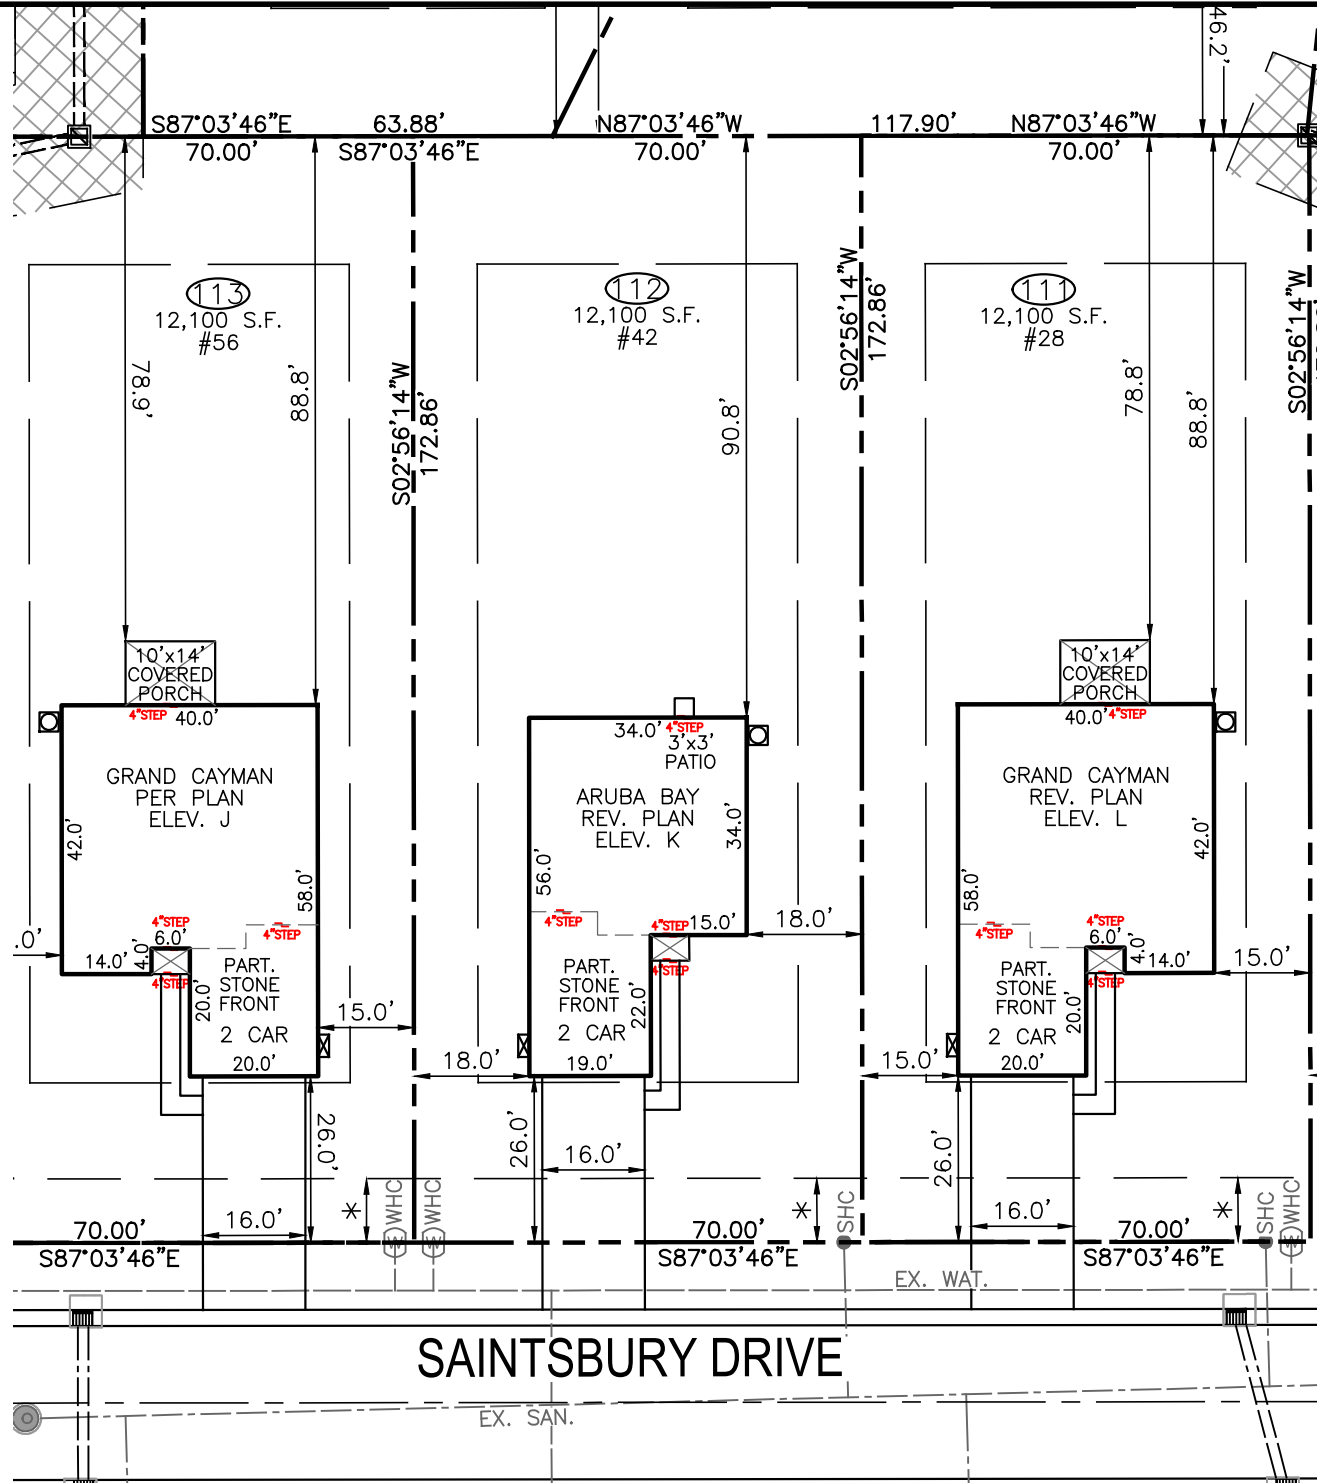 46.2'
S87°03'46"E
63.88'
N87°03'46"W
117.90'
N87°03'46"W
70.00'
S87°03'46"E
70.00'
70.00'
113
12,100 S.F.
#56
112
12,100 S.F.
#42
111
12,100 S.F.
#28
78.9'
88.8'
S02°56'14"W
172.86'
90.8'
S02°56'14"W
172.86'
78.8'
88.8'
S02°56'14"W
10'x14'
COVERED
PORCH
4"STEP
40.0'
GRAND CAYMAN
PER PLAN
ELEV. J
42.0'
58.0'
4"STEP
6.0'
4"STEP
.0'
14.0'
4.0'
4"STEP
20.0'
PART.
STONE
FRONT
2 CAR
20.0'
15.0'
26.0'
16.0'
34.0'
4"STEP
3'x3'
PATIO
ARUBA BAY
REV. PLAN
ELEV. K
34.0'
56.0'
4"STEP
4"STEP
15.0'
18.0'
4"STEP
PART.
STONE
FRONT
22.0'
2 CAR
19.0'
18.0'
26.0'
16.0'
10'x14'
COVERED
PORCH
40.0'
4"STEP
GRAND CAYMAN
REV. PLAN
ELEV. L
42.0'
58.0'
4"STEP
4"STEP
6.0'
4.0'
14.0'
15.0'
4"STEP
PART.
STONE
FRONT
20.0'
2 CAR
20.0'
15.0'
26.0'
16.0'
*
WHC
WHC
*
SHC
*
SHC
WHC
70.00'
S87°03'46"E
70.00'
S87°03'46"E
70.00'
S87°03'46"E
EX. WAT.
SAINTSBURY DRIVE
EX. SAN.